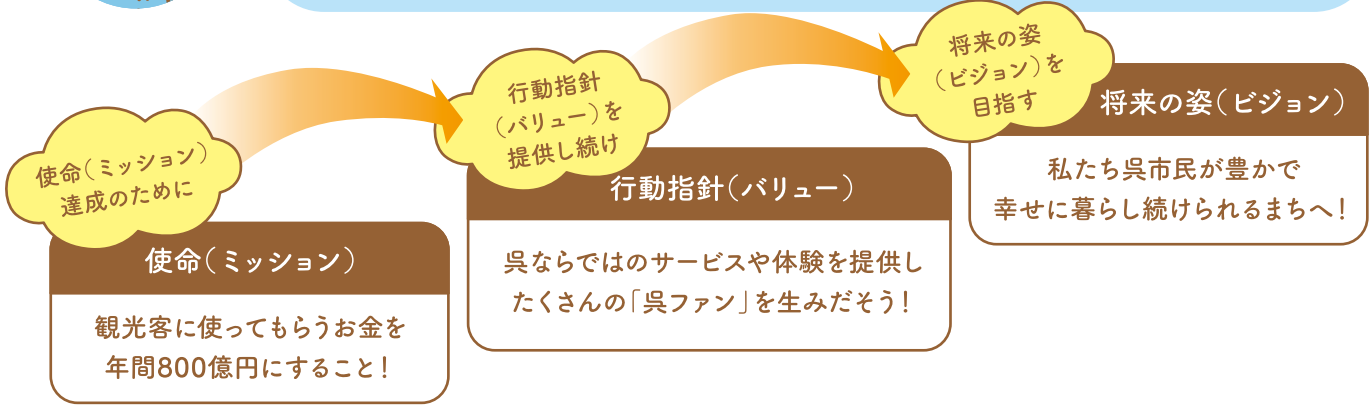 使命（ミッション）
達成のために
使命（ミッション）
観光客に使ってもらうお金を
年間800億円にすること！
行動指針
（バリュー）を
提供し続け
行動指針（バリュー）
呉ならではのサービスや体験を提供し
たくさんの「呉ファン」を生みだそう！
将来の姿
（ビジョン）を
目指す
将来の姿（ビジョン）
私たち呉市民が豊かで
幸せに暮らし続けられるまちへ！